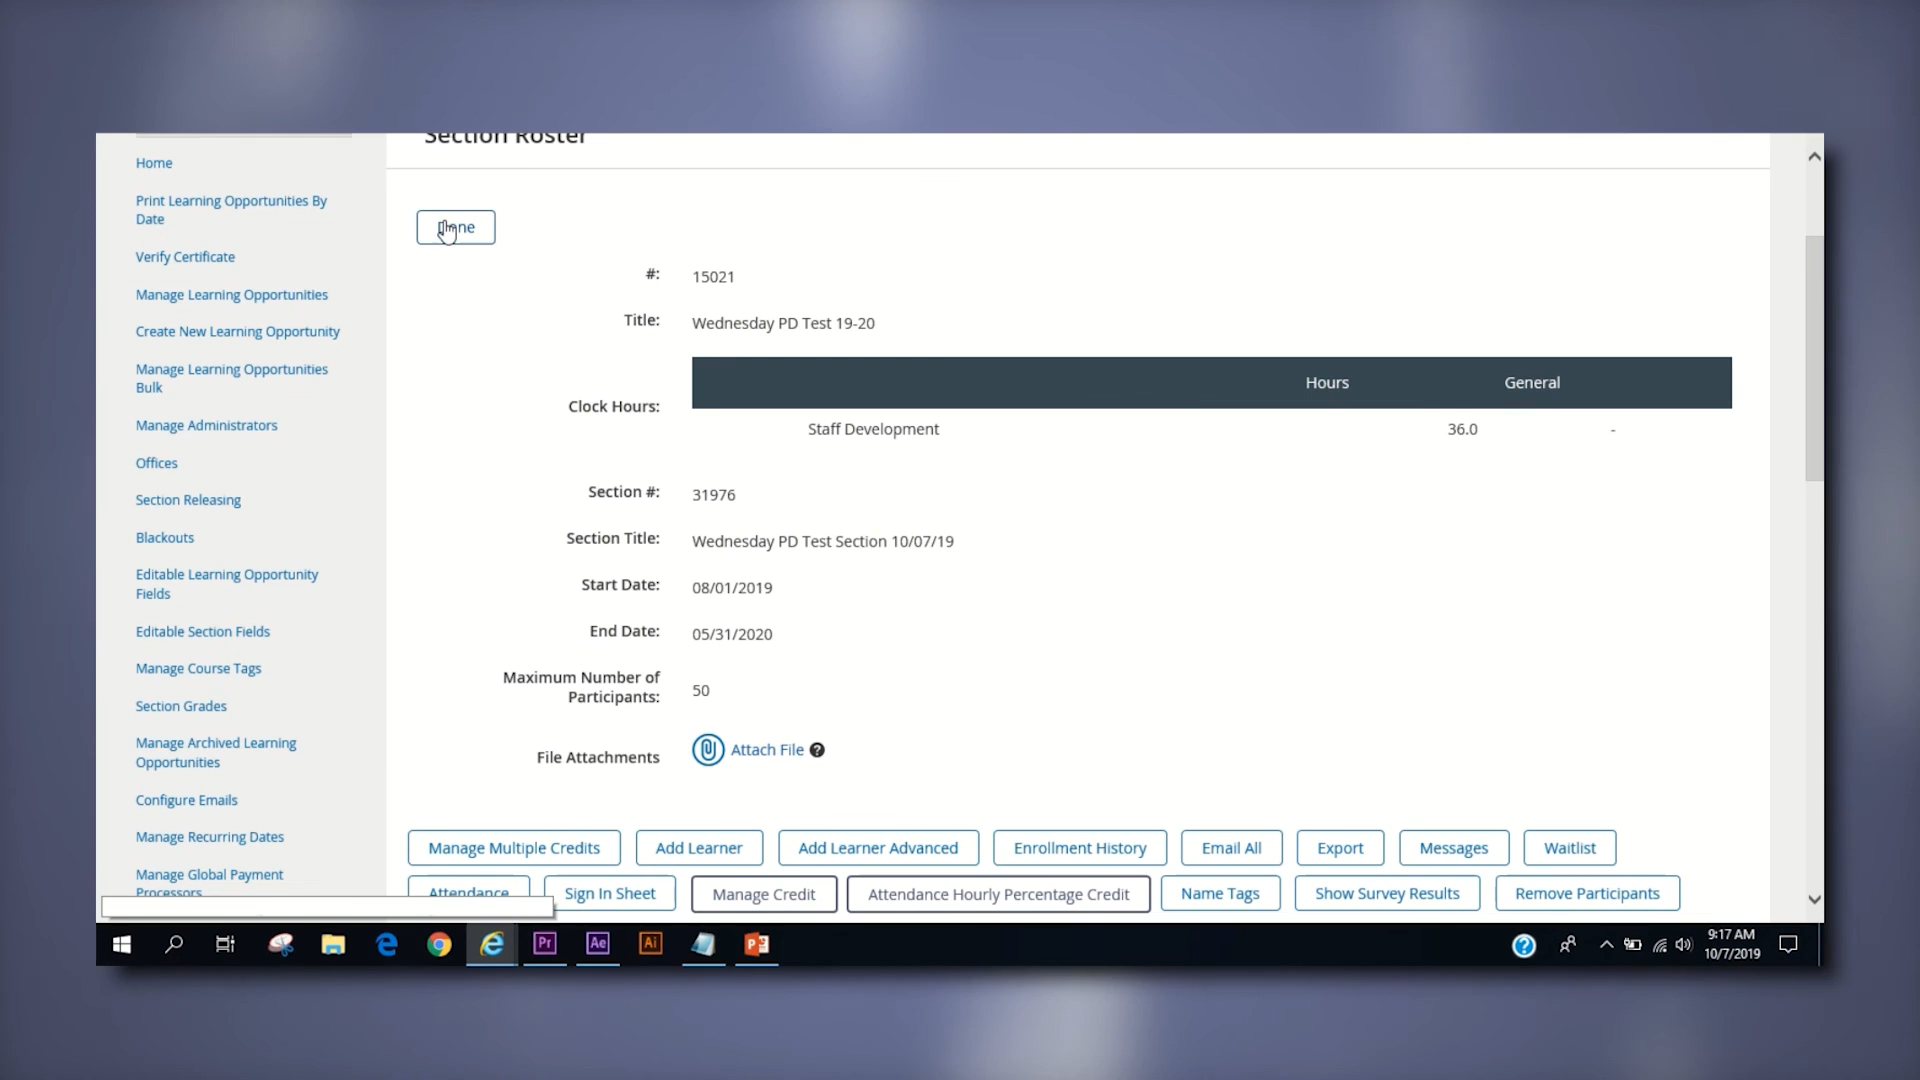 Section Roster
Home
Print Learning Opportunities By
Date
Verify Certificate
Manage Learning Opportunities
Create New Learning Opportunity
Manage Learning Opportunities
Bulk
Manage Administrators
Offices
Section Releasing
Blackouts
Editable Learning Opportunity
Fields
Editable Section Fields
Manage Course Tags
Section Grades
Manage Archived Learning
Opportunities
Configure Emails
Manage Recurring Dates
Manage Global Payment
Processors
Done
#: 15021
Title: Wednesday PD Test 19-20
Hours General
Clock Hours:
Staff Development 36.0 -
Section #: 31976
Section Title: Wednesday PD Test Section 10/07/19
Start Date: 08/01/2019
End Date: 05/31/2020
Maximum Number of
Participants: 50
File Attachments Attach File ?
Manage Multiple Credits Add Learner Add Learner Advanced Enrollment History Email All Export Messages Waitlist
Attendance Sign In Sheet Manage Credit Attendance Hourly Percentage Credit Name Tags Show Survey Results Remove Participants
Pr Ae Ai ? 9:17 AM
10/7/2019